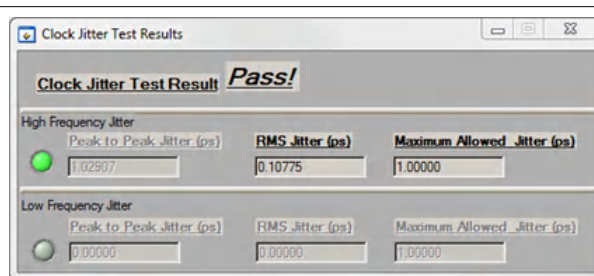 Clock Jitter Test Results
Clock Jitter Test Result Pass!
High Frequency Jitter
Peak to Peak Jitter (ps) RMS Jitter (ps) Maximum Allowed Jitter (ps)
1.02907 0.10775 1.00000
Low Frequency Jitter
Peak to Peak Jitter (ps) RMS Jitter (ps) Maximum Allowed Jitter (ps)
0.00000 0.00000 1.00000